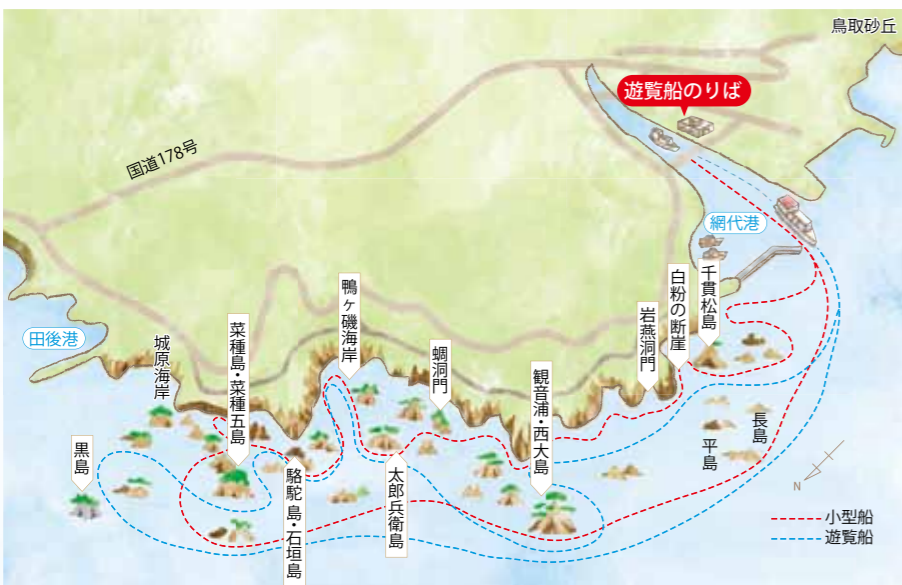 鳥取砂丘
遊覧船のりば
国道178号
網代港
千貫松島
白粉の断崖
岩燕洞門
鴨ヶ磯海岸
蜩洞門
観音浦・西大島
菜種島・菜種五島
城原海岸
田後港
黒島
駱駝島・石垣島
太郎兵衛島
平島
長島
N
小型船
遊覧船